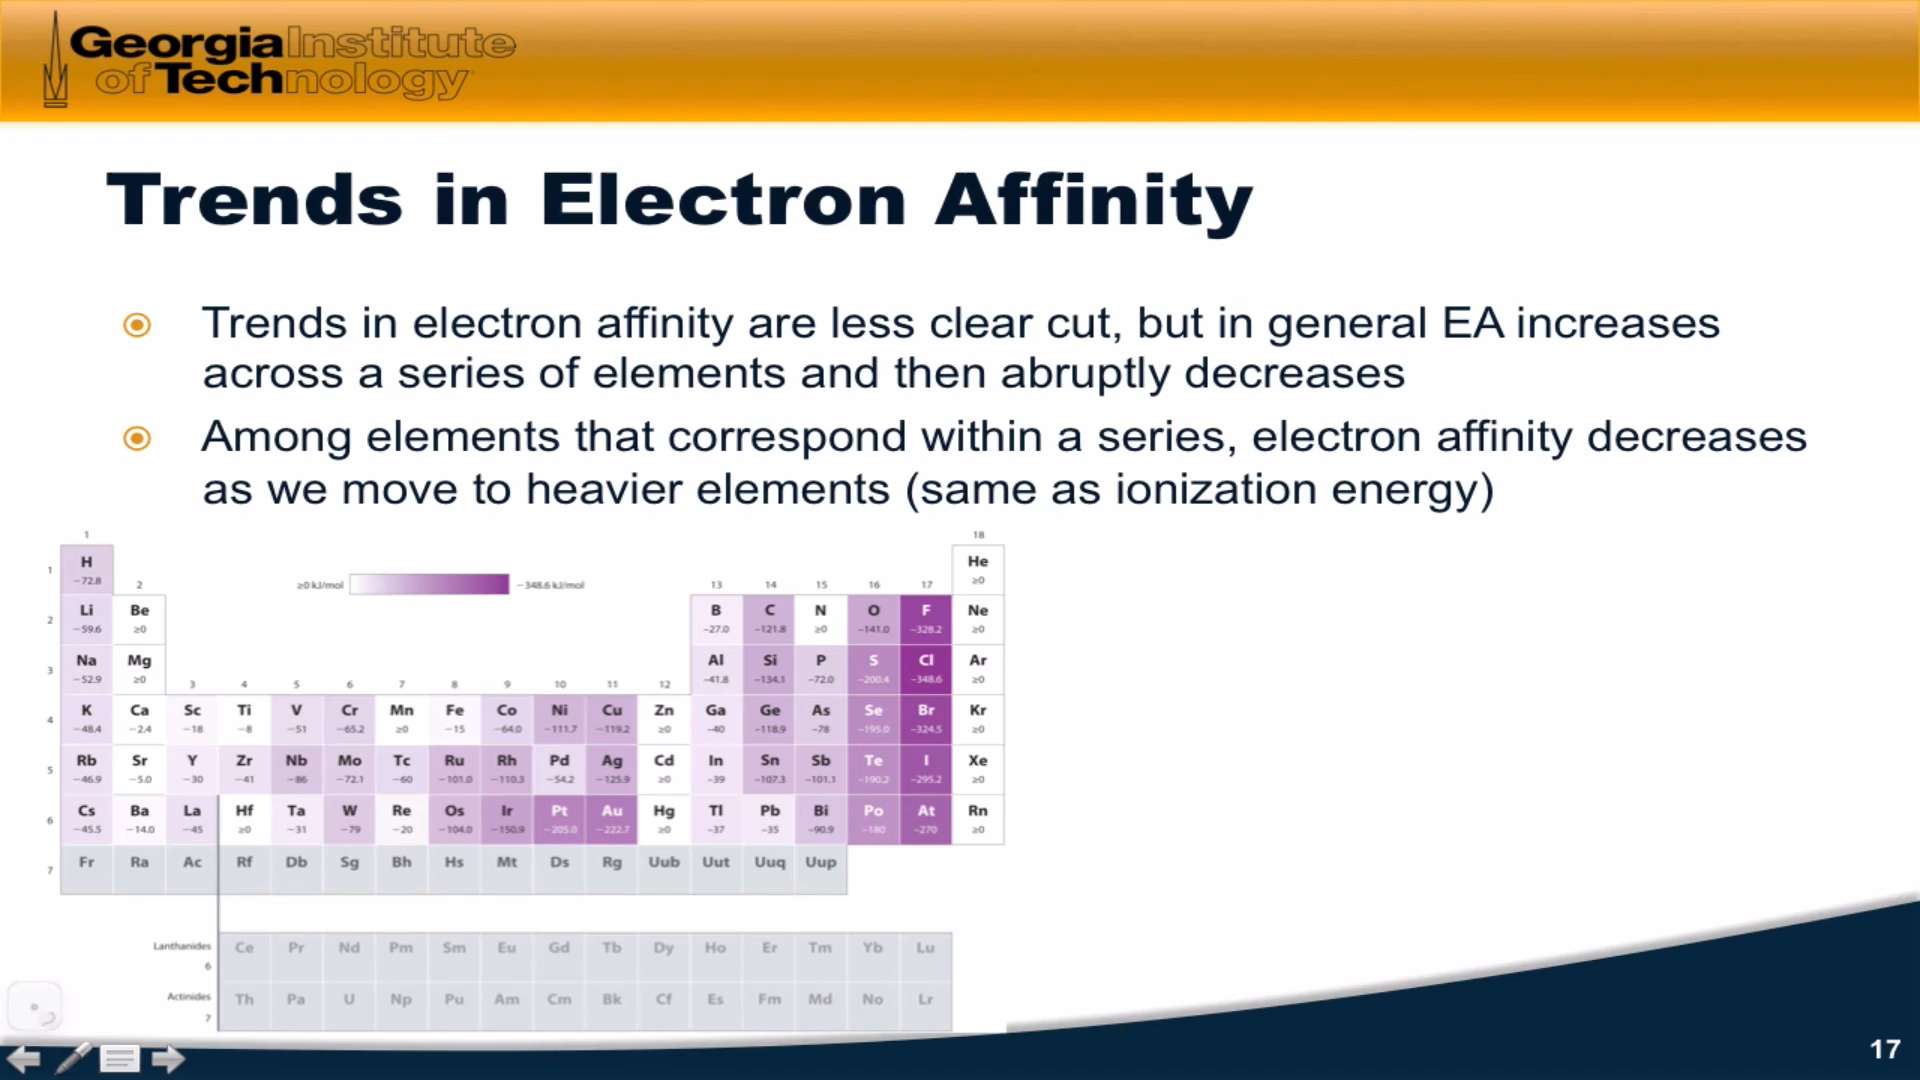 Georgia Institute
of Technology
Trends in Electron Affinity
Trends in electron affinity are less clear cut, but in general EA increases
across a series of elements and then abruptly decreases
Among elements that correspond within a series, electron affinity decreases
as we move to heavier elements (same as ionization energy)
1 18
1 H He
−72.8 ≥0
2 ≥0 kJ/mol −348.6 kJ/mol 13 14 15 16 17
2 Li Be B C N O F Ne
−59.6 ≥0 −27.0 −121.8 ≥0 −141.0 −328.2 ≥0
3 Na Mg Al Si P S Cl Ar
−52.9 ≥0 −41.8 −134.1 −72.0 −200.4 −348.6 ≥0
3 4 5 6 7 8 9 10 11 12
4 K Ca Sc Ti V Cr Mn Fe Co Ni Cu Zn Ga Ge As Se Br Kr
−48.4 −2.4 −18 −8 −51 −65.2 ≥0 −15 −64.0 −111.7 −119.2 ≥0 −40 −118.9 −78 −195.0 −324.5 ≥0
5 Rb Sr Y Zr Nb Mo Tc Ru Rh Pd Ag Cd In Sn Sb Te I Xe
−46.9 −5.0 −30 −41 −86 −72.1 −60 −101.0 −110.3 −54.2 −125.9 ≥0 −39 −107.3 −101.1 −190.2 −295.2 ≥0
6 Cs Ba La Hf Ta W Re Os Ir Pt Au Hg Tl Pb Bi Po At Rn
−45.5 −14.0 −45 ≥0 −31 −79 −20 −104.0 −150.9 −205.0 −222.7 ≥0 −37 −35 −90.9 −180 −270 ≥0
7 Fr Ra Ac Rf Db Sg Bh Hs Mt Ds Rg Uub Uut Uuq Uup
Lanthanides Ce Pr Nd Pm Sm Eu Gd Tb Dy Ho Er Tm Yb Lu
6
Actinides Th Pa U Np Pu Am Cm Bk Cf Es Fm Md No Lr
7
17